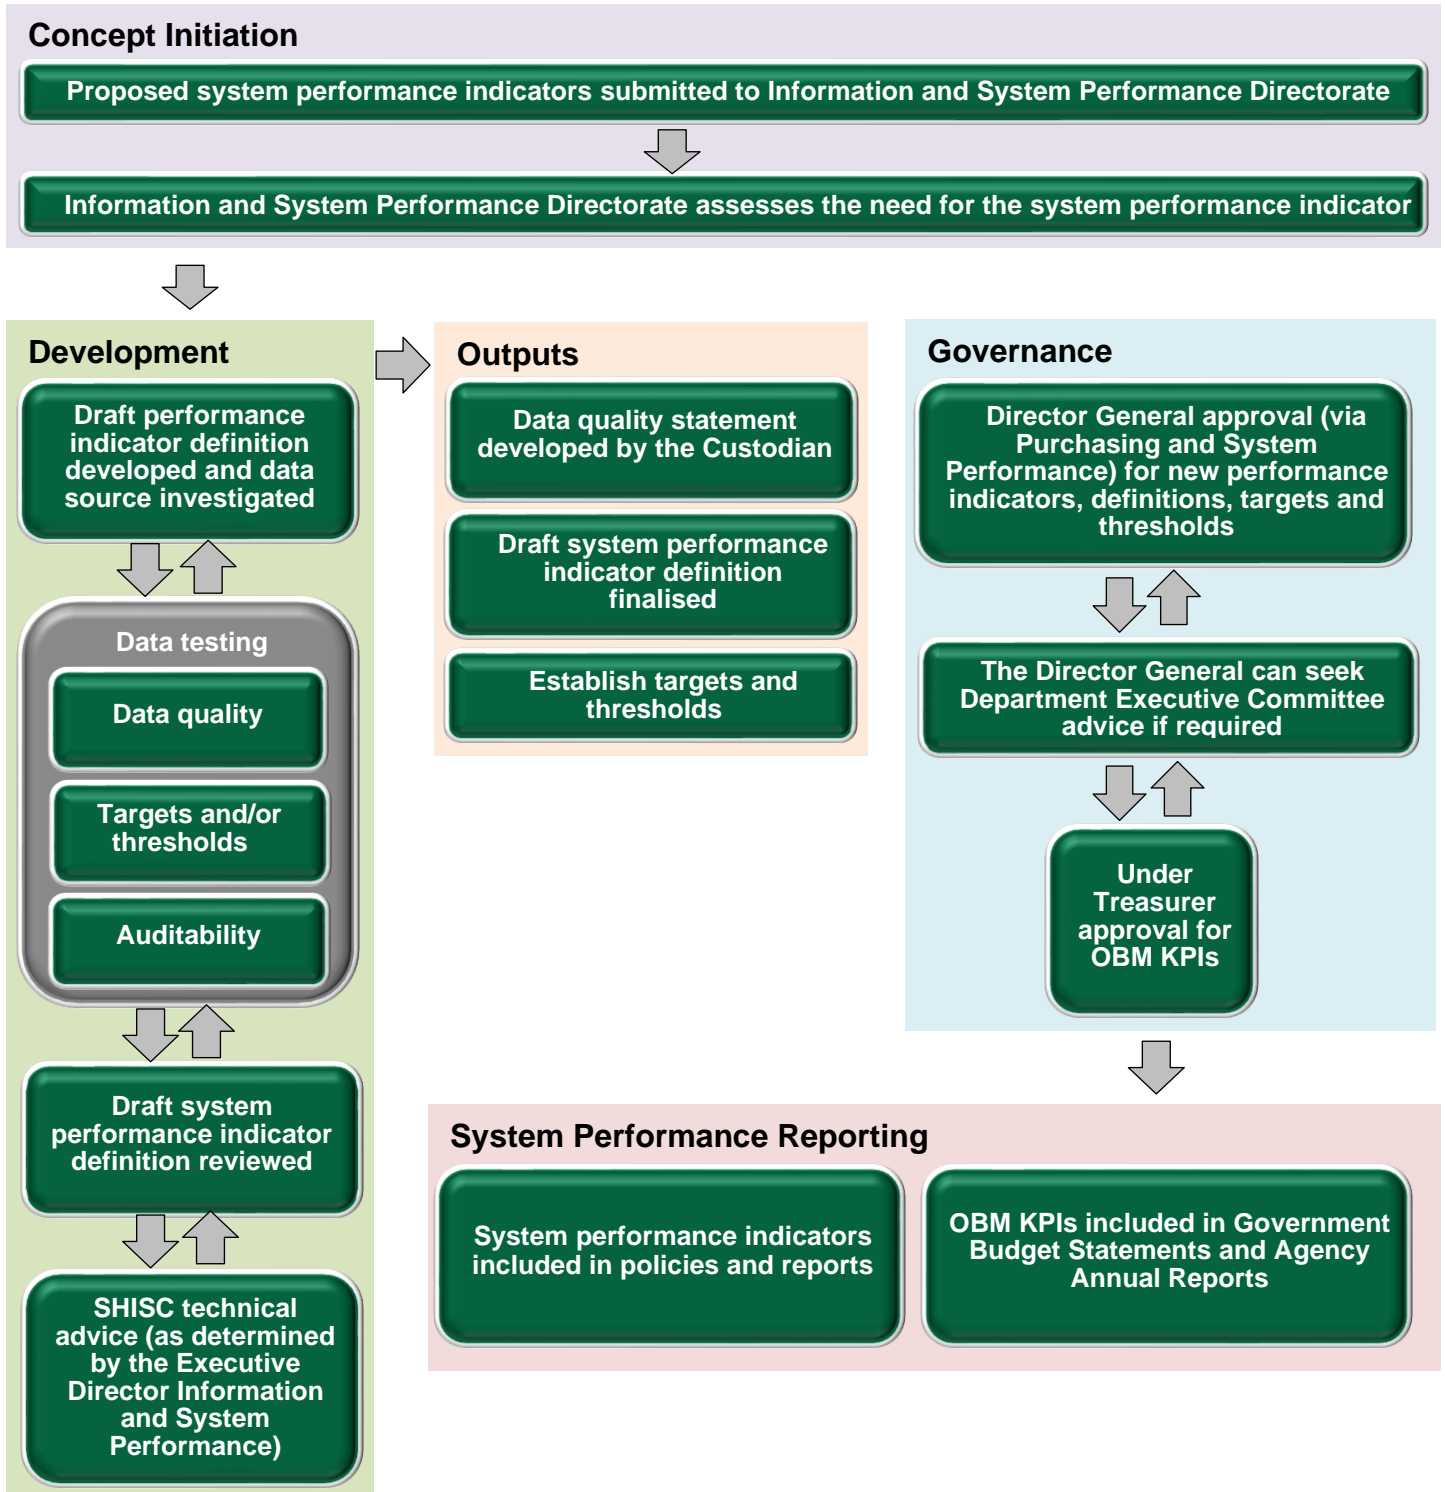 Concept Initiation
Proposed system performance indicators submitted to Information and System Performance Directorate
Information and System Performance Directorate assesses the need for the system performance indicator
Development
Draft performance
indicator definition
developed and data
source investigated
Data testing
Data quality
Targets and/or
thresholds
Auditability
Draft system
performance indicator
definition reviewed
SHISC technical
advice (as determined
by the Executive
Director Information
and System
Performance)
Outputs
Data quality statement
developed by the Custodian
Draft system performance
indicator definition
finalised
Establish targets and
thresholds
Governance
Director General approval (via
Purchasing and System
Performance) for new performance
indicators, definitions, targets and
thresholds
The Director General can seek
Department Executive Committee
advice if required
Under
Treasurer
approval for
OBM KPIs
System Performance Reporting
System performance indicators
included in policies and reports
OBM KPIs included in Government
Budget Statements and Agency
Annual Reports